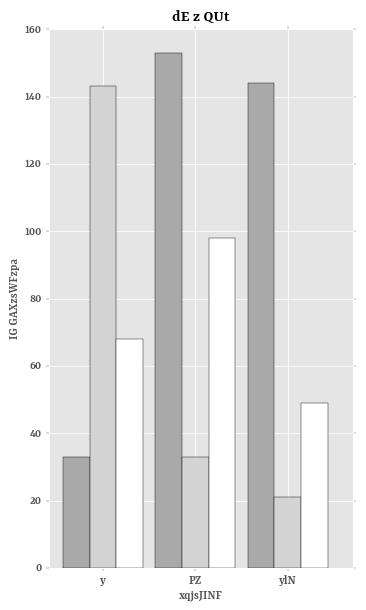 dE z QUt
160
140
120
100
80
60
40
20
0
IG GAXzsWFzpa
y
PZ
ylN
xqjsJINF